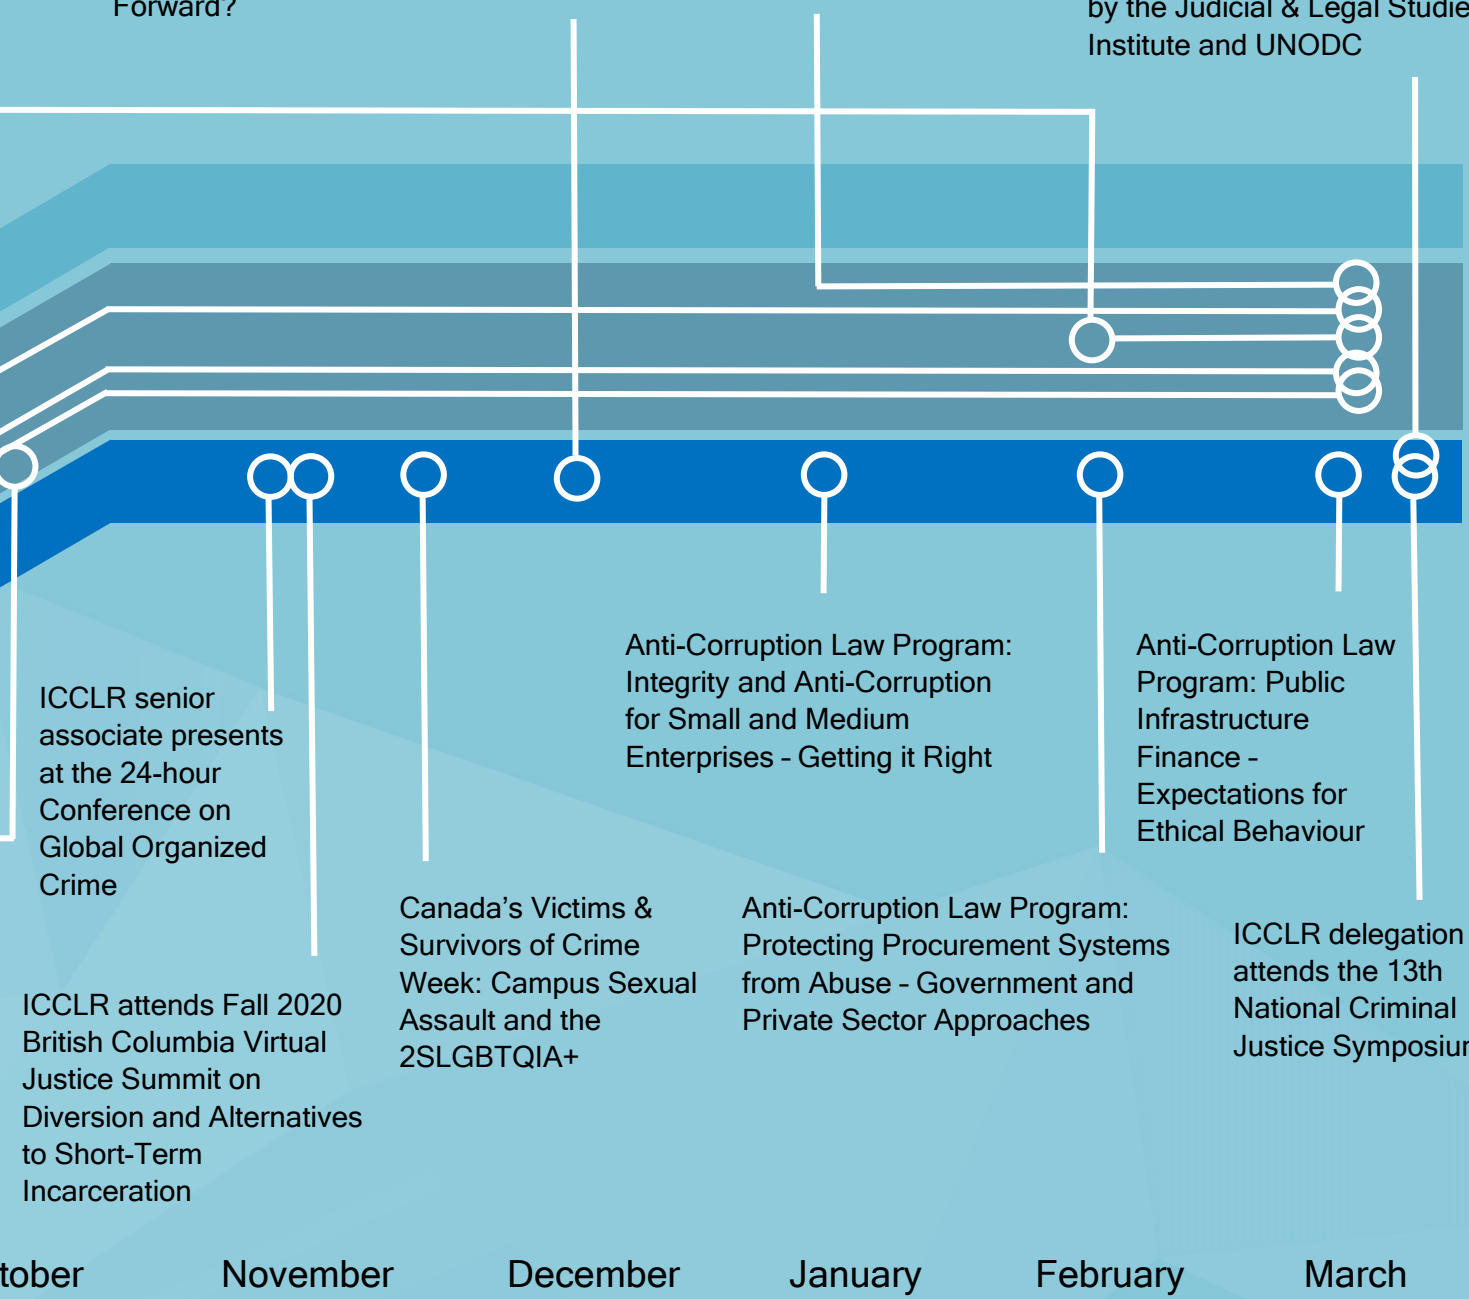 Forward?
by the Judicial & Legal Studie
Institute and UNODC
Anti-Corruption Law Program:
Integrity and Anti-Corruption
for Small and Medium
Enterprises - Getting it Right
Anti-Corruption Law
Program: Public
Infrastructure
Finance -
Expectations for
Ethical Behaviour
ICCLR senior
associate presents
at the 24-hour
Conference on
Global Organized
Crime
Canada's Victims &
Survivors of Crime
Week: Campus Sexual
Assault and the
2SLGBTQIA+
Anti-Corruption Law Program:
Protecting Procurement Systems
from Abuse - Government and
Private Sector Approaches
ICCLR delegation
attends the 13th
National Criminal
Justice Symposium
ICCLR attends Fall 2020
British Columbia Virtual
Justice Summit on
Diversion and Alternatives
to Short-Term
Incarceration
tober November December January February March